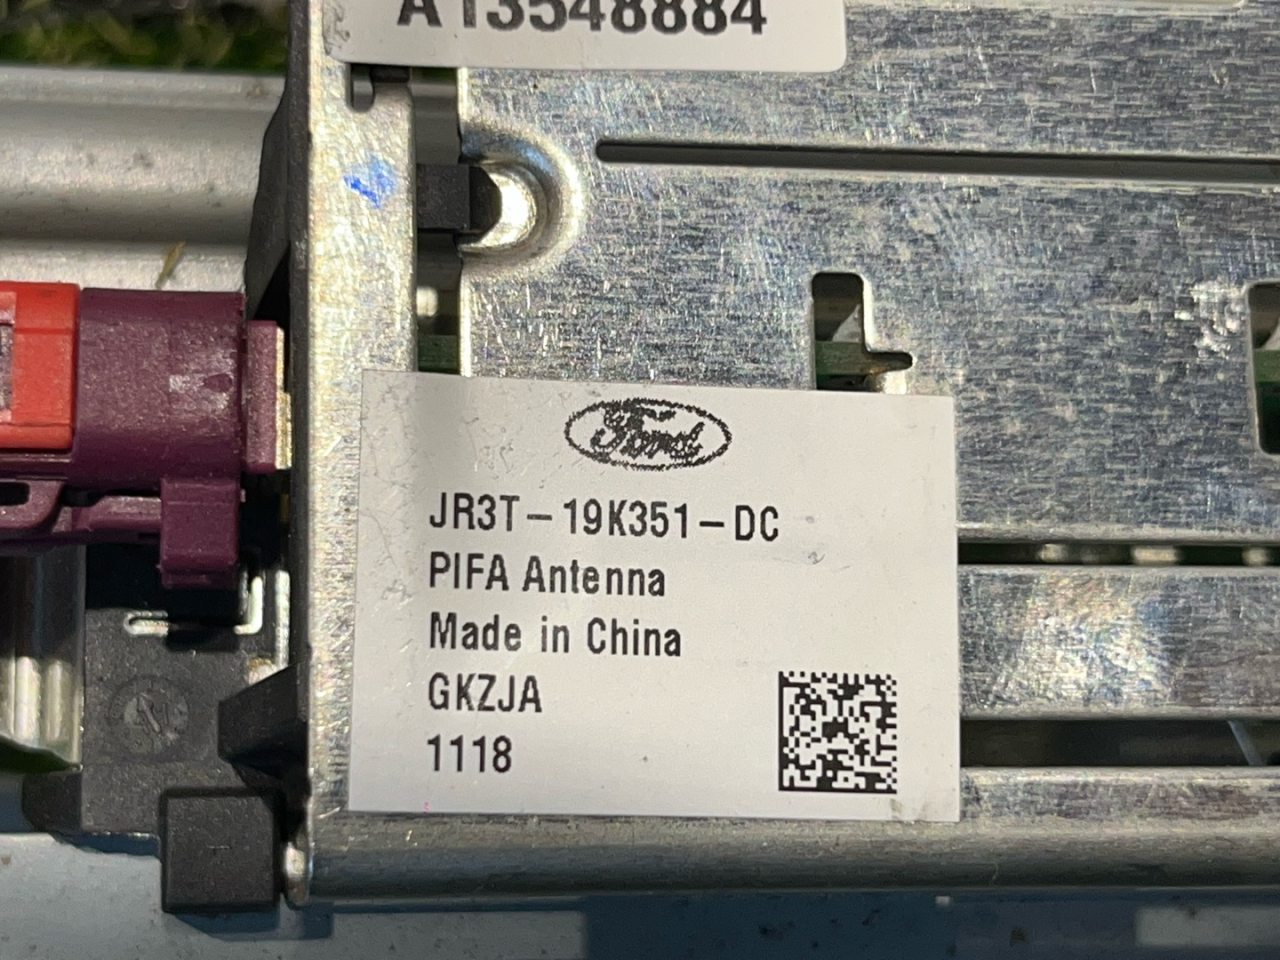 A13548884
Ford
JR3T-19K351-DC
PIFA Antenna
Made in China
GKZJA
1118